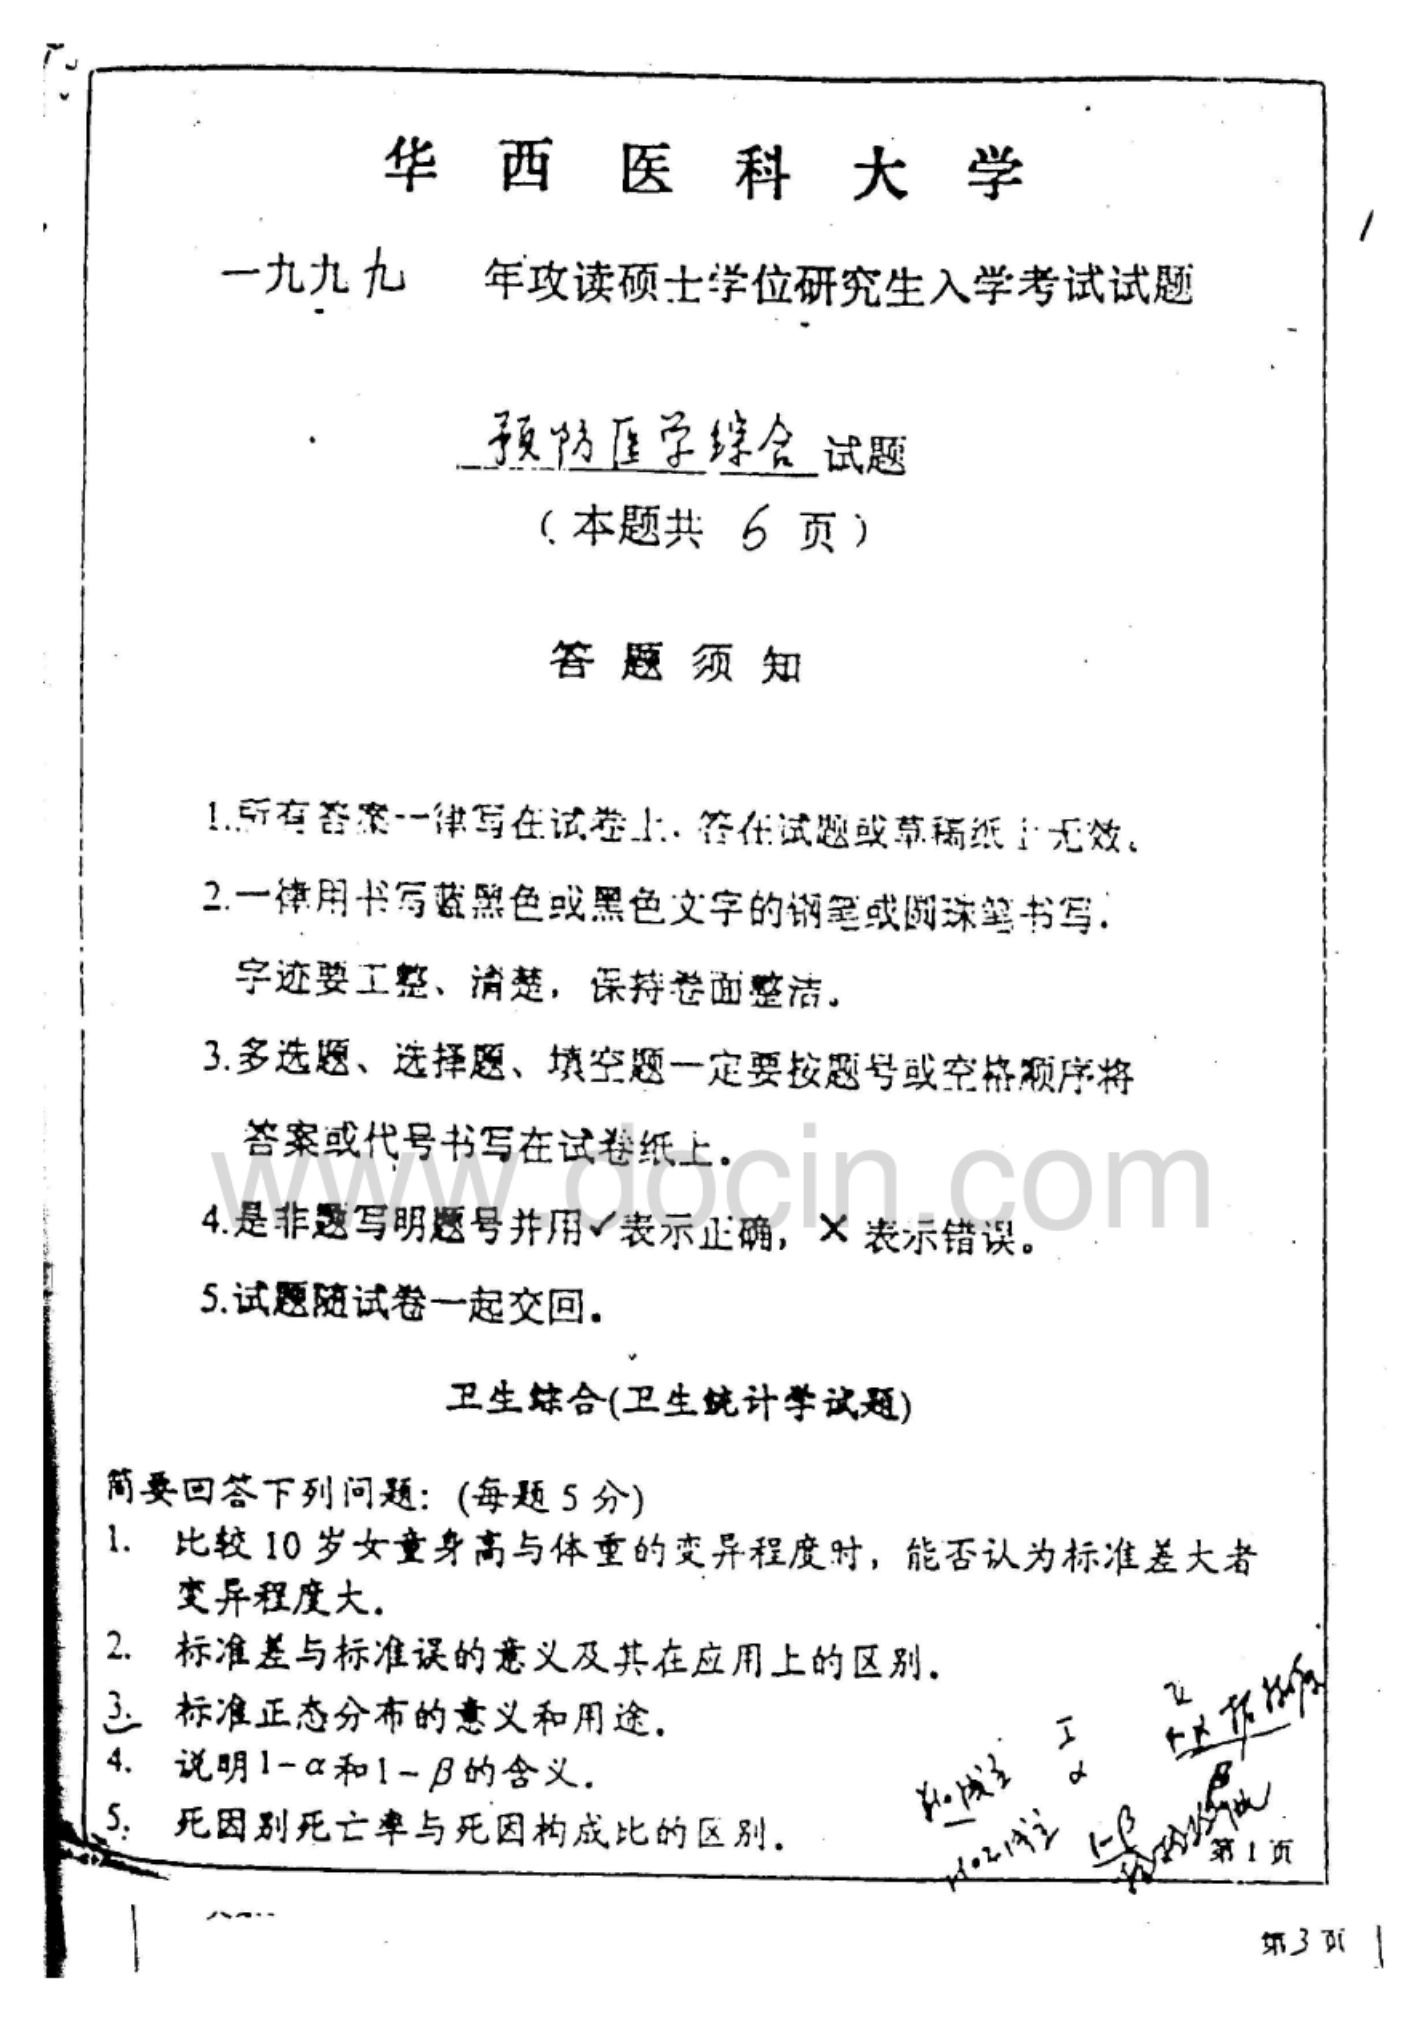 华西医科大学
一九九九 年攻读硕士学位研究生入学考试试题
预防医学综合试题
(本题共 6 页)
答题须知
1.所有答案一律写在试卷上,答在试题或草稿纸上无效。
2.一律用书写蓝黑色或黑色文字的钢笔或圆珠笔书写.
字迹要工整、清楚,保持卷面整洁。
3.多选题、选择题、填空题一定要按题号或空格顺序将
答案或代号书写在试卷纸上。
www.docin.com
4.是非题写明题号并用✓表示正确,✕ 表示错误。
5.试题随试卷一起交回。
卫生综合(卫生统计学试题)
简要回答下列问题:(每题 5 分)
1. 比较 10 岁女童身高与体重的变异程度时,能否认为标准差大者
变异程度大.
2. 标准差与标准误的意义及其在应用上的区别.
3. 标准正态分布的意义和用途.
4. 说明 1-α 和 1-β 的含义.
5. 死因别死亡率与死因构成比的区别.
I
α
β
1-β
第 1 页
第 3 页